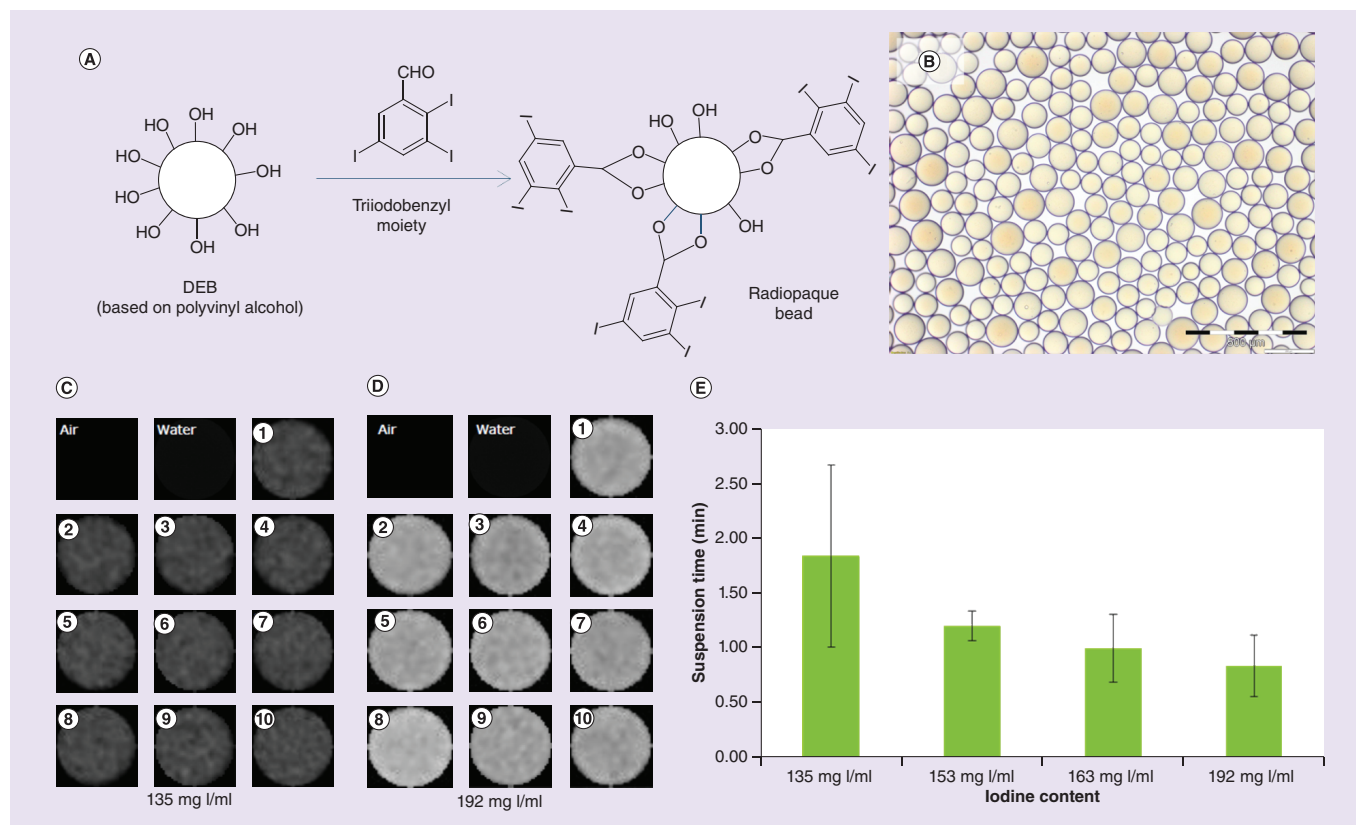 A
CHO
I
I
I
Triiodobenzyl
moiety
OH
HO
OH
HO
OH
HO
HO
OH
OH
DEB
(based on polyvinyl alcohol)
HO
OH
O
O
O
O
O
O
OH
I
I
I
I
I
I
I
I
I
Radiopaque
bead
B
500 µm
C
Air
Water
1
2
3
4
5
6
7
8
9
10
135 mg l/ml
D
Air
Water
1
2
3
4
5
6
7
8
9
10
192 mg l/ml
E
Suspension time (min)
3.00
2.50
2.00
1.50
1.00
0.50
0.00
135 mg l/ml
153 mg l/ml
163 mg l/ml
192 mg l/ml
Iodine content